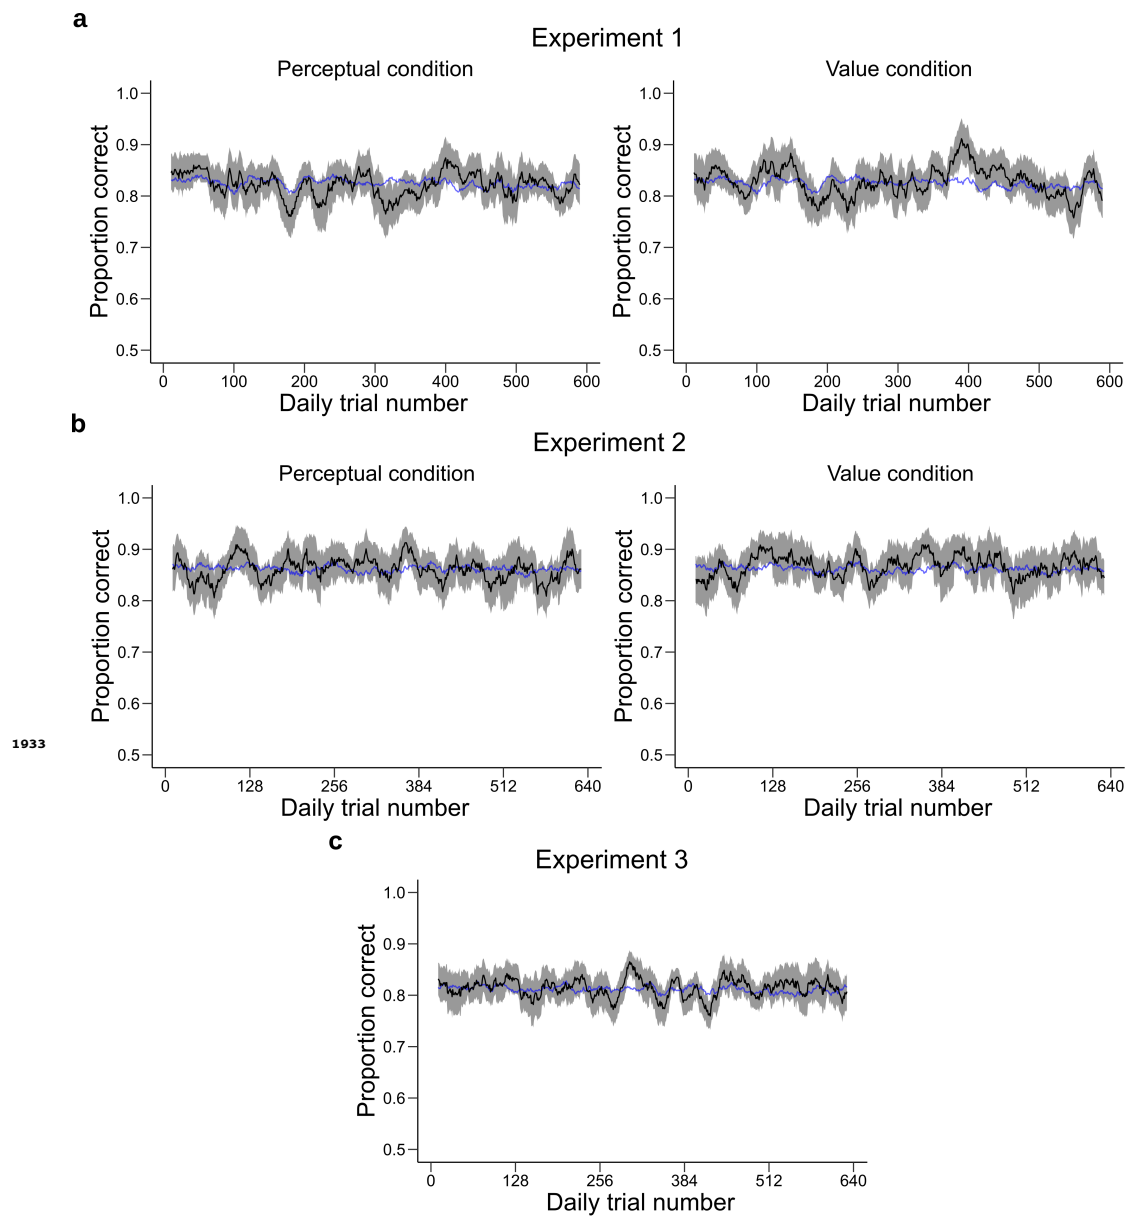 a
Experiment 1
Perceptual condition
Value condition
Proportion correct
1.0
0.9
0.8
0.7
0.6
0.5
0 100 200 300 400 500 600
Daily trial number
Proportion correct
1.0
0.9
0.8
0.7
0.6
0.5
0 100 200 300 400 500 600
Daily trial number
b
Experiment 2
Perceptual condition
Value condition
Proportion correct
1.0
0.9
0.8
0.7
0.6
0.5
0 128 256 384 512 640
Daily trial number
Proportion correct
1.0
0.9
0.8
0.7
0.6
0.5
0 128 256 384 512 640
Daily trial number
1933
c
Experiment 3
Proportion correct
1.0
0.9
0.8
0.7
0.6
0.5
0 128 256 384 512 640
Daily trial number